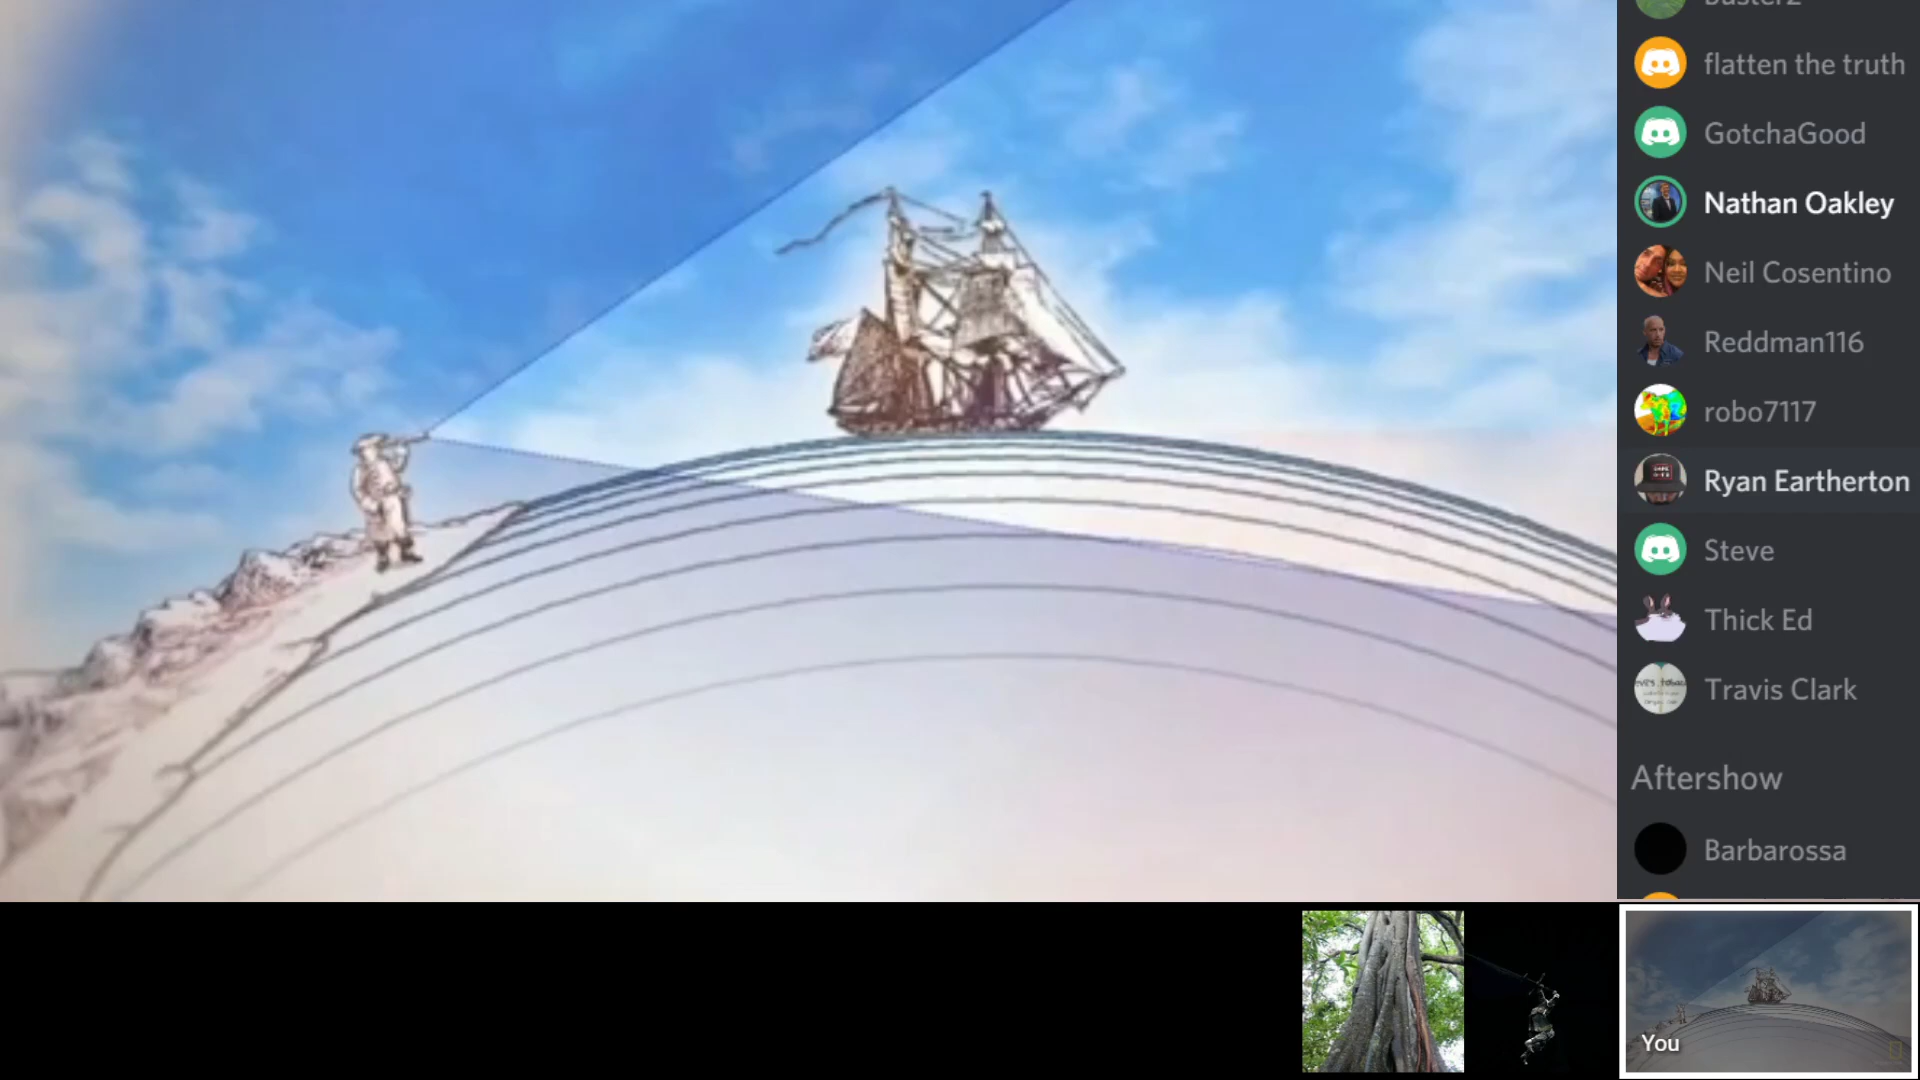 flatten the truth
GotchaGood
Nathan Oakley
Neil Cosentino
Reddman116
robo7117
Ryan Eartherton
Steve
Thick Ed
Travis Clark
Aftershow
Barbarossa
You